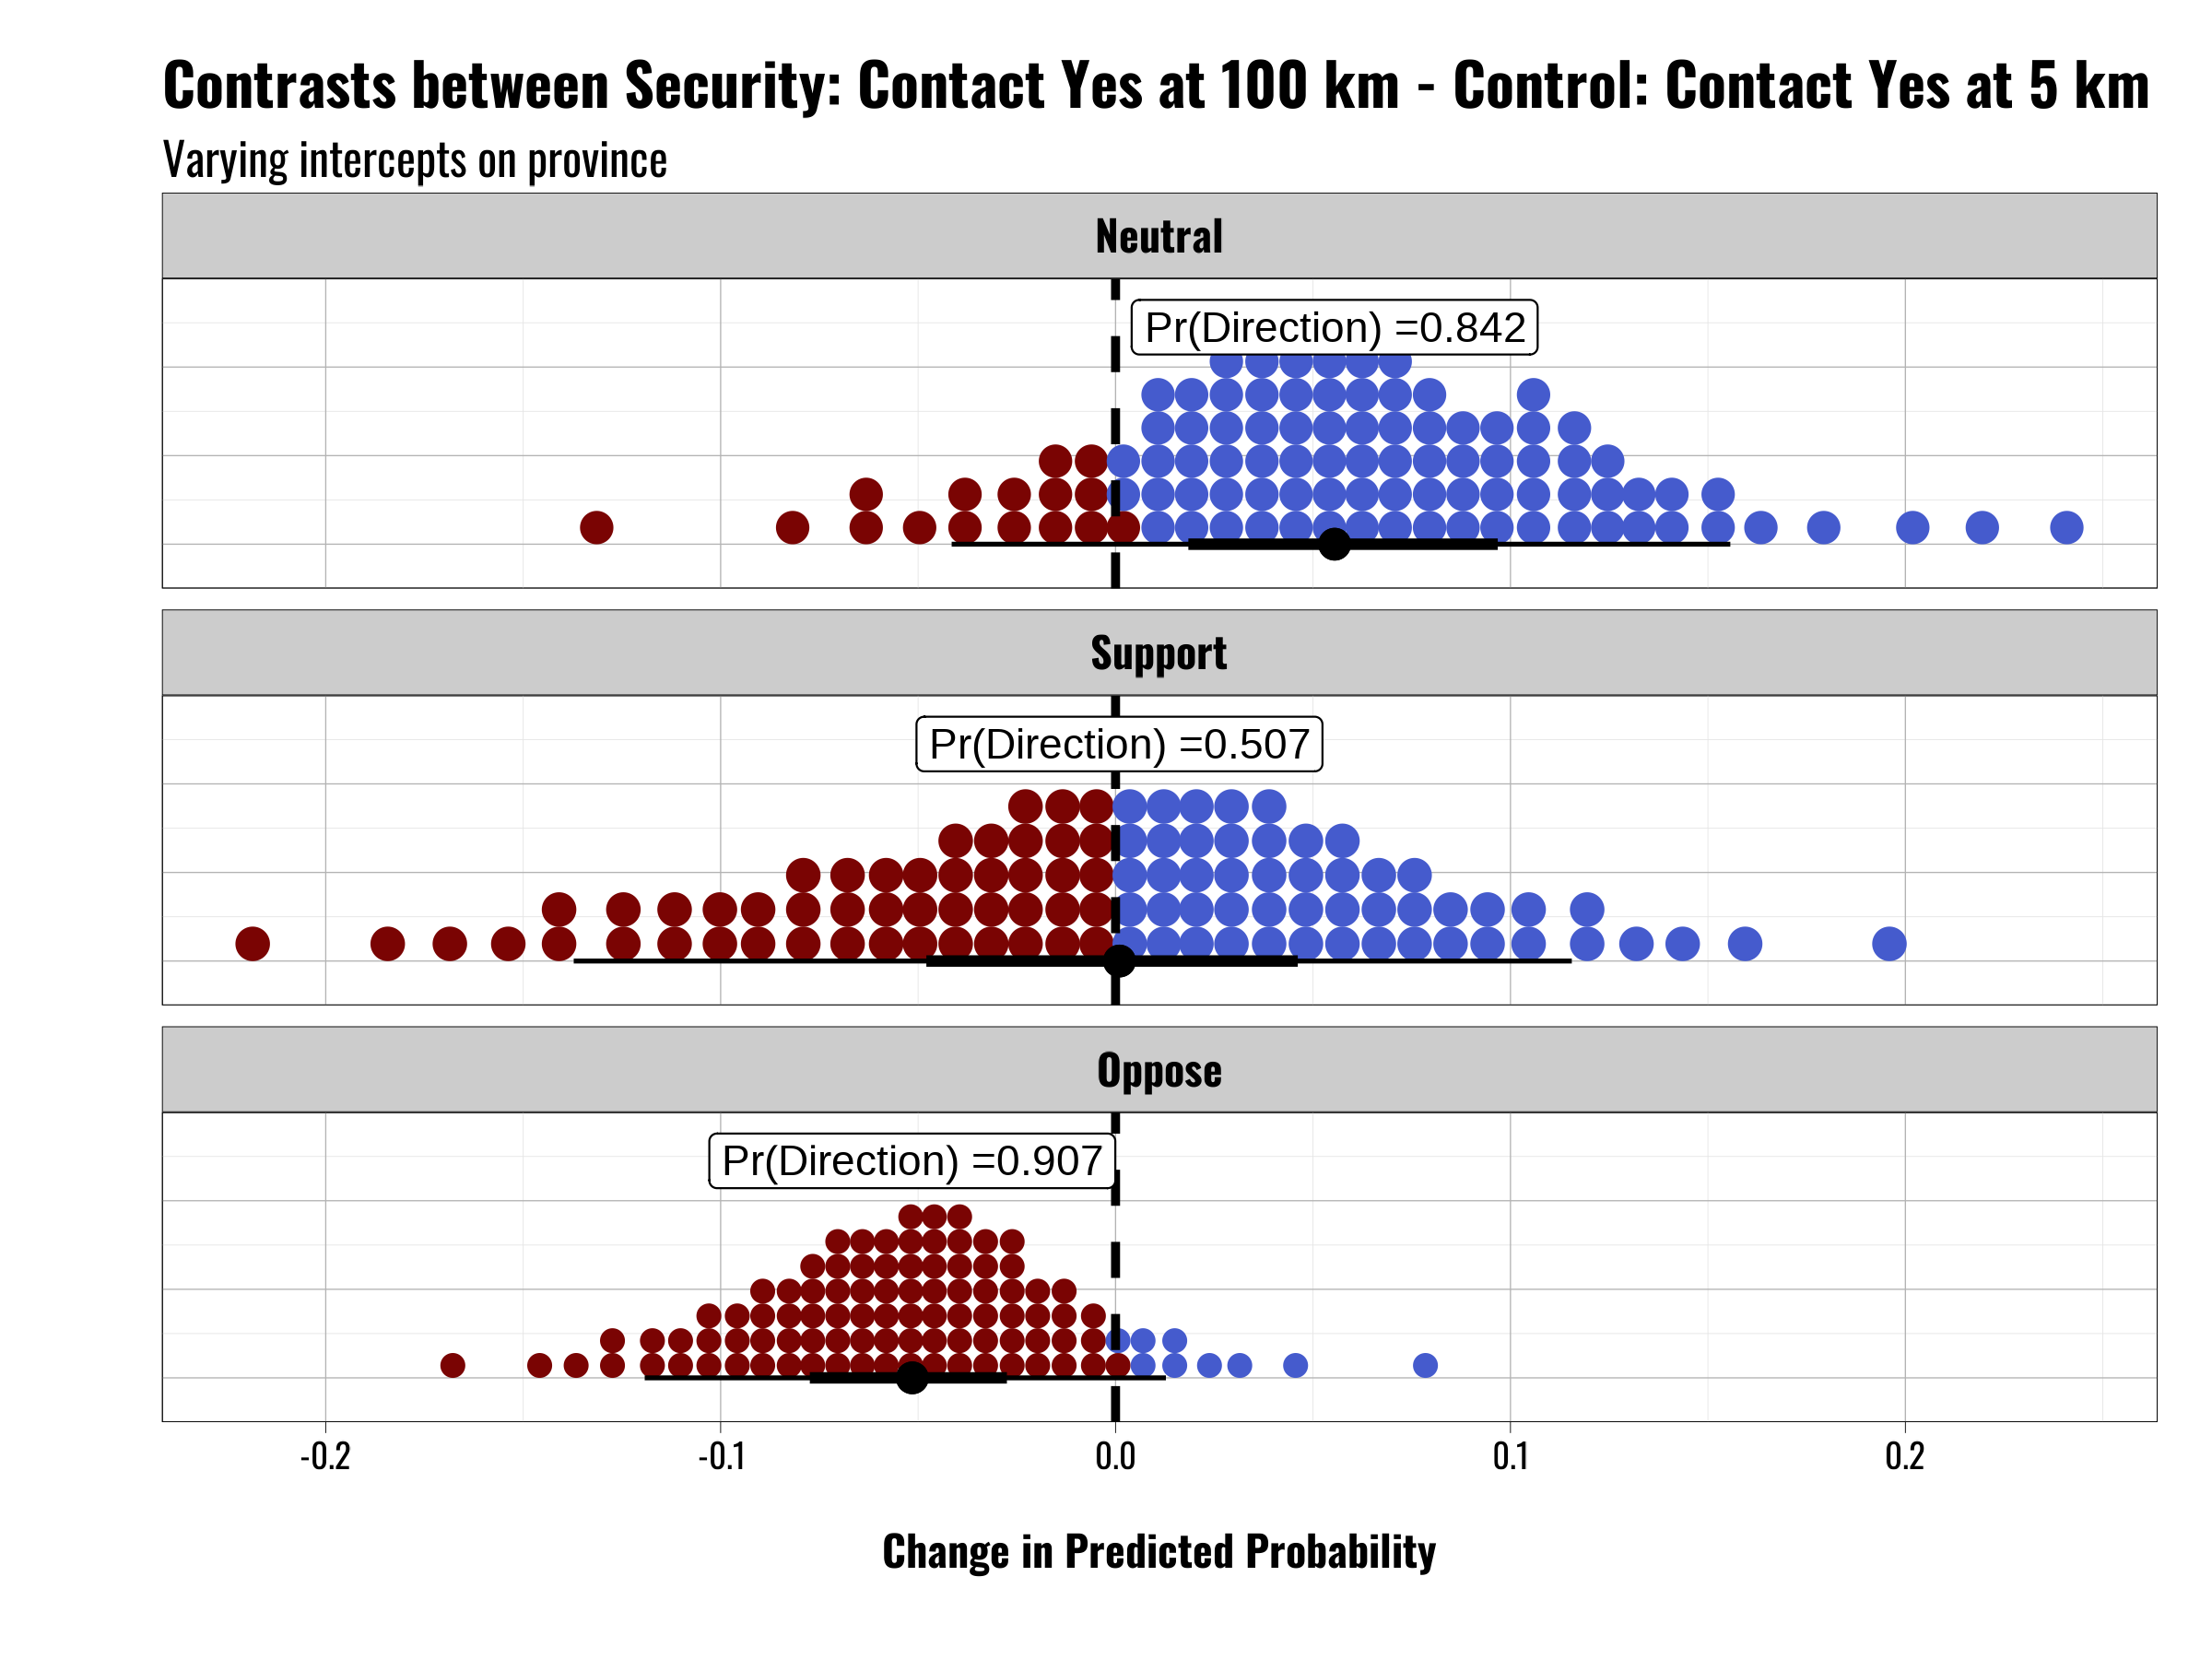 Contrasts between Security: Contact Yes at 100 km - Control: Contact Yes at 5 km
Varying intercepts on province
Neutral
Pr(Direction) =0.842
Support
Pr(Direction) =0.507
Oppose
Pr(Direction) =0.907
-0.2 -0.1 0.0 0.1 0.2
Change in Predicted Probability